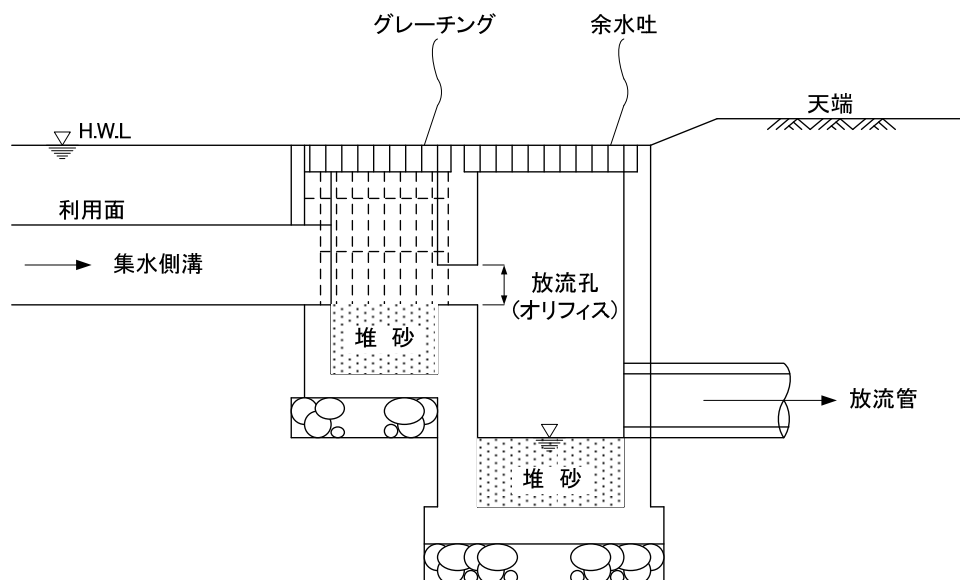 グレーチング
余水吐
天端
H.W.L
利用面
集水側溝
放流孔
(オリフィス)
堆 砂
放流管
堆 砂